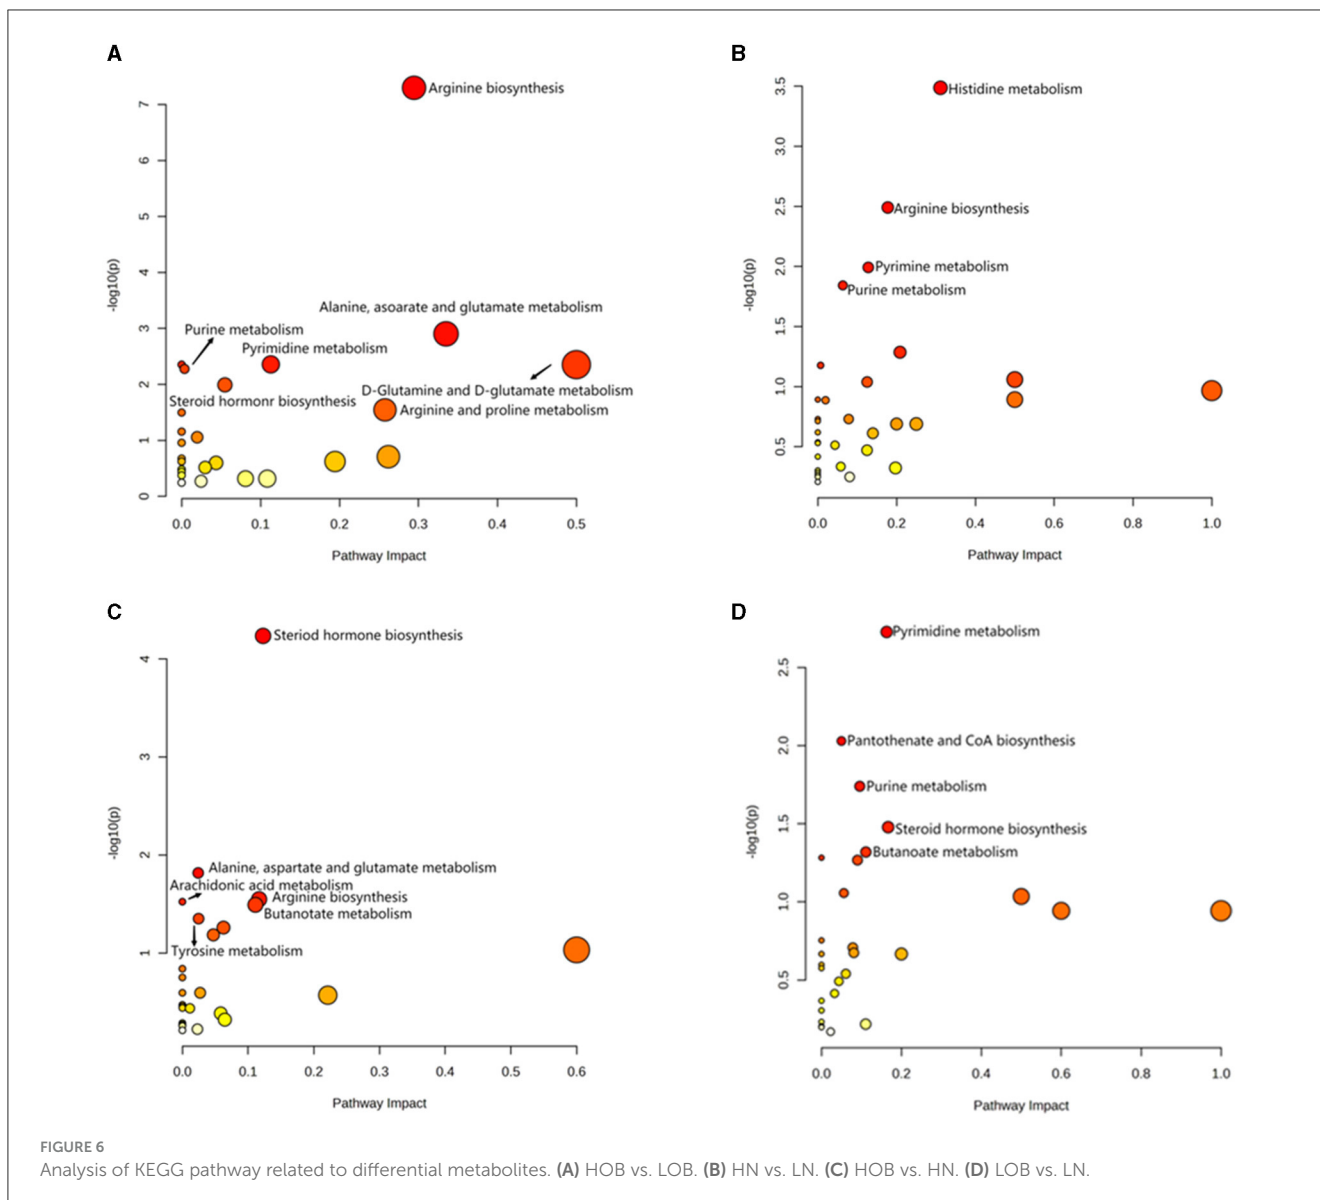 A
Arginine biosynthesis
Alanine, asoarate and glutamate metabolism
Purine metabolism
Pyrimidine metabolism
D-Glutamine and D-glutamate metabolism
Steroid hormonr biosynthesis
Arginine and proline metabolism
-log10(p)
7
6
5
4
3
2
1
0
0.0 0.1 0.2 0.3 0.4 0.5
Pathway Impact
B
Histidine metabolism
Arginine biosynthesis
Pyrimine metabolism
Purine metabolism
-log10(p)
3.5
3.0
2.5
2.0
1.5
1.0
0.5
0.0 0.2 0.4 0.6 0.8 1.0
Pathway Impact
C
Steriod hormone biosynthesis
Alanine, aspartate and glutamate metabolism
Arachidonic acid metabolism
Arginine biosynthesis
Butanotate metabolism
Tyrosine metabolism
-log10(p)
4
3
2
1
0.0 0.1 0.2 0.3 0.4 0.5 0.6
Pathway Impact
D
Pyrimidine metabolism
Pantothenate and CoA biosynthesis
Purine metabolism
Steroid hormone biosynthesis
Butanoate metabolism
-log10(p)
2.5
2.0
1.5
1.0
0.5
0.0 0.2 0.4 0.6 0.8 1.0
Pathway Impact
FIGURE 6
Analysis of KEGG pathway related to differential metabolites. (A) HOB vs. LOB. (B) HN vs. LN. (C) HOB vs. HN. (D) LOB vs. LN.